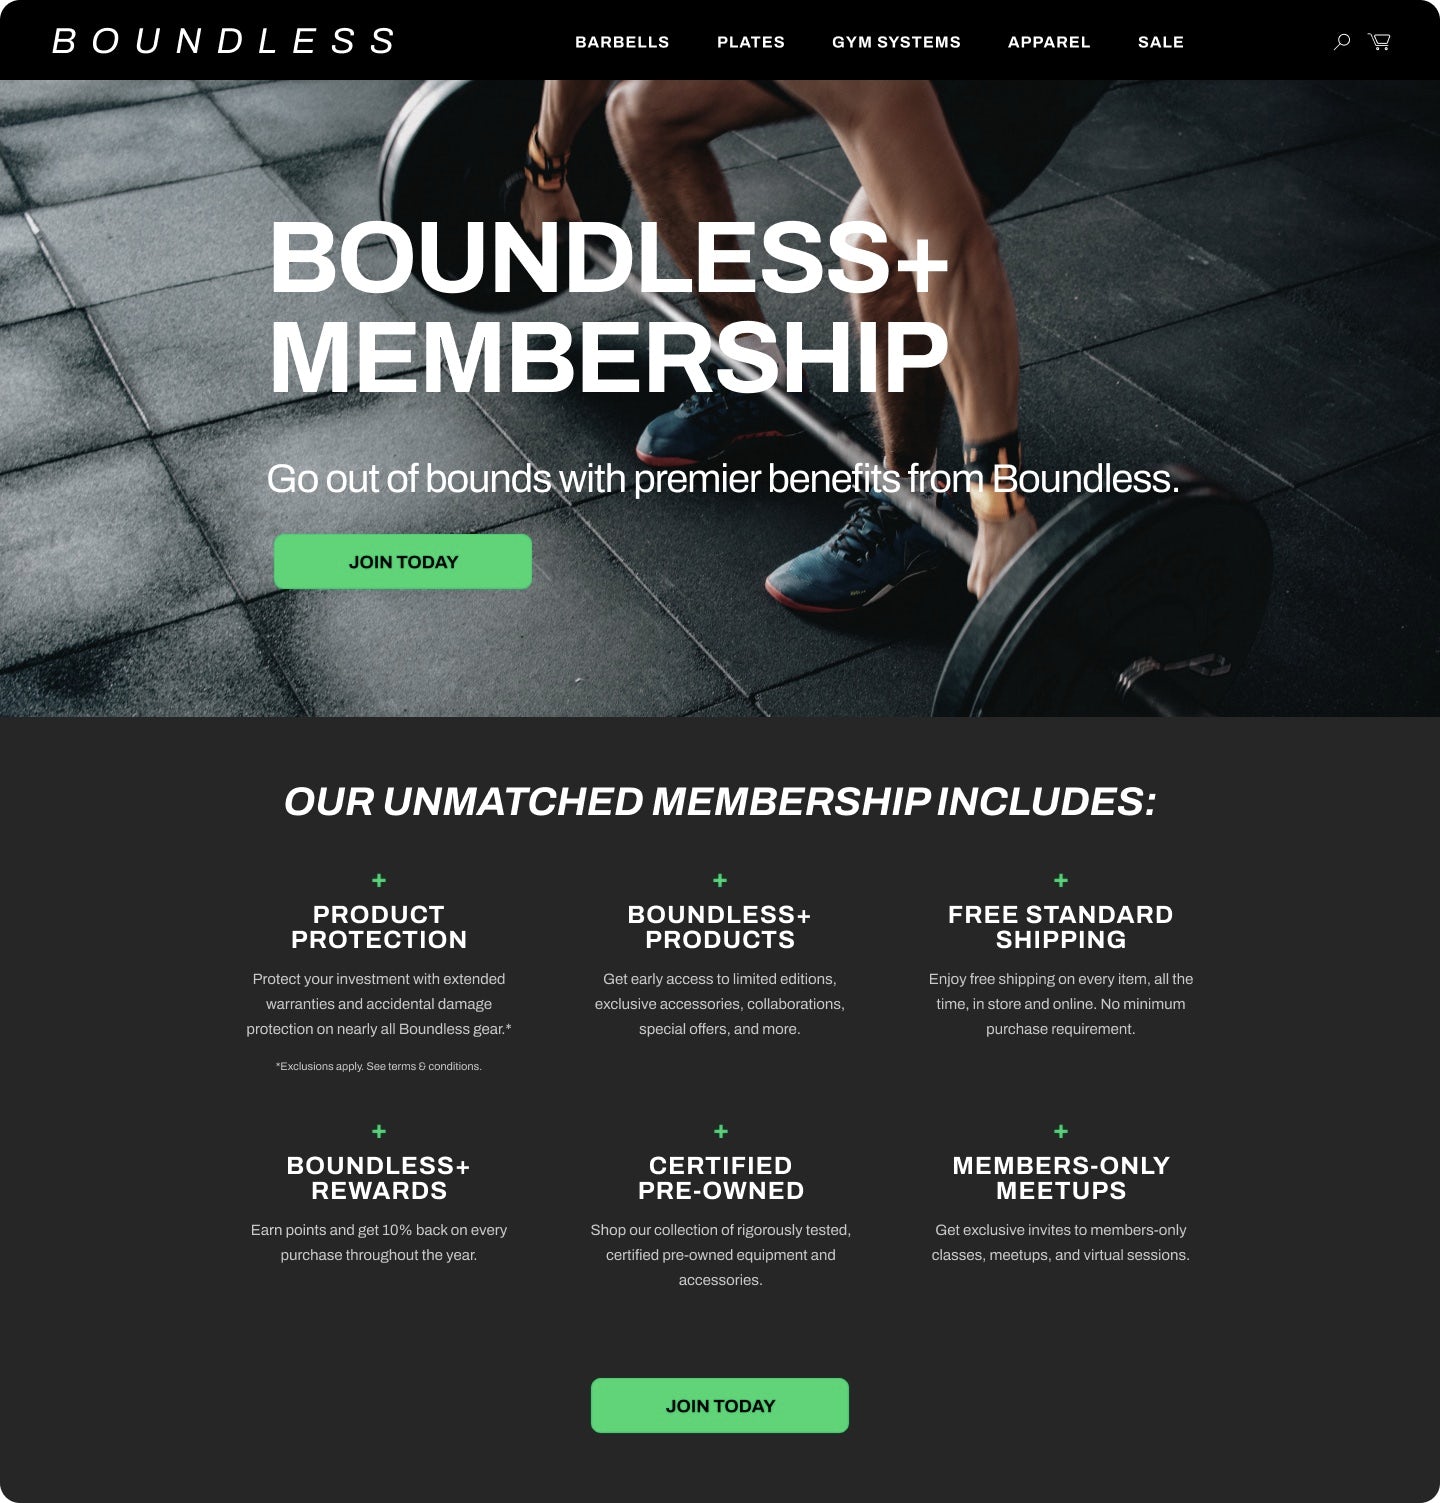 BOUNDLESS
BARBELLS PLATES GYM SYSTEMS APPAREL SALE
BOUNDLESS+
MEMBERSHIP
Go out of bounds with premier benefits from Boundless.
JOIN TODAY
OUR UNMATCHED MEMBERSHIP INCLUDES:
+
PRODUCT
PROTECTION
Protect your investment with extended
warranties and accidental damage
protection on nearly all Boundless gear.*
*Exclusions apply. See terms & conditions.
+
BOUNDLESS+
PRODUCTS
Get early access to limited editions,
exclusive accessories, collaborations,
special offers, and more.
+
FREE STANDARD
SHIPPING
Enjoy free shipping on every item, all the
time, in store and online. No minimum
purchase requirement.
+
BOUNDLESS+
REWARDS
Earn points and get 10% back on every
purchase throughout the year.
+
CERTIFIED
PRE-OWNED
Shop our collection of rigorously tested,
certified pre-owned equipment and
accessories.
+
MEMBERS-ONLY
MEETUPS
Get exclusive invites to members-only
classes, meetups, and virtual sessions.
JOIN TODAY